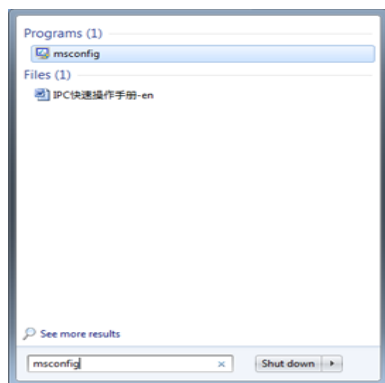 Programs (1)
msconfig
Files (1)
IPC快速操作手册-en
See more results
msconfig
Shut down